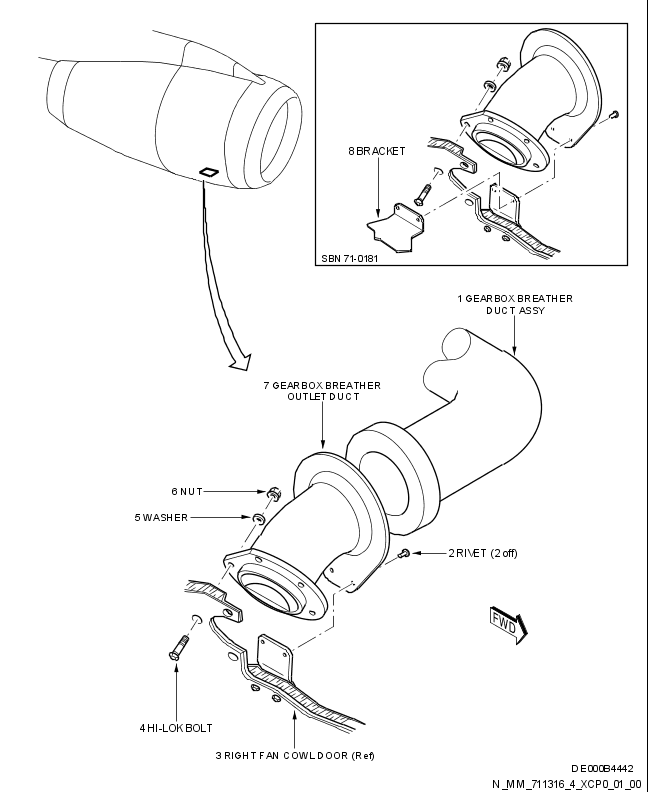 8 BRACKET
SBN 71-0181
1 GEARBOX BREATHER
DUCT ASSY
7 GEARBOX BREATHER
OUTLET DUCT
6 NUT
5 WASHER
2 RIVET (2 off)
FWD
4 HI-LOK BOLT
3 RIGHT FAN COWL DOOR (Ref)
DE000B4442
N_MM_711316_4_XCP0_01_00